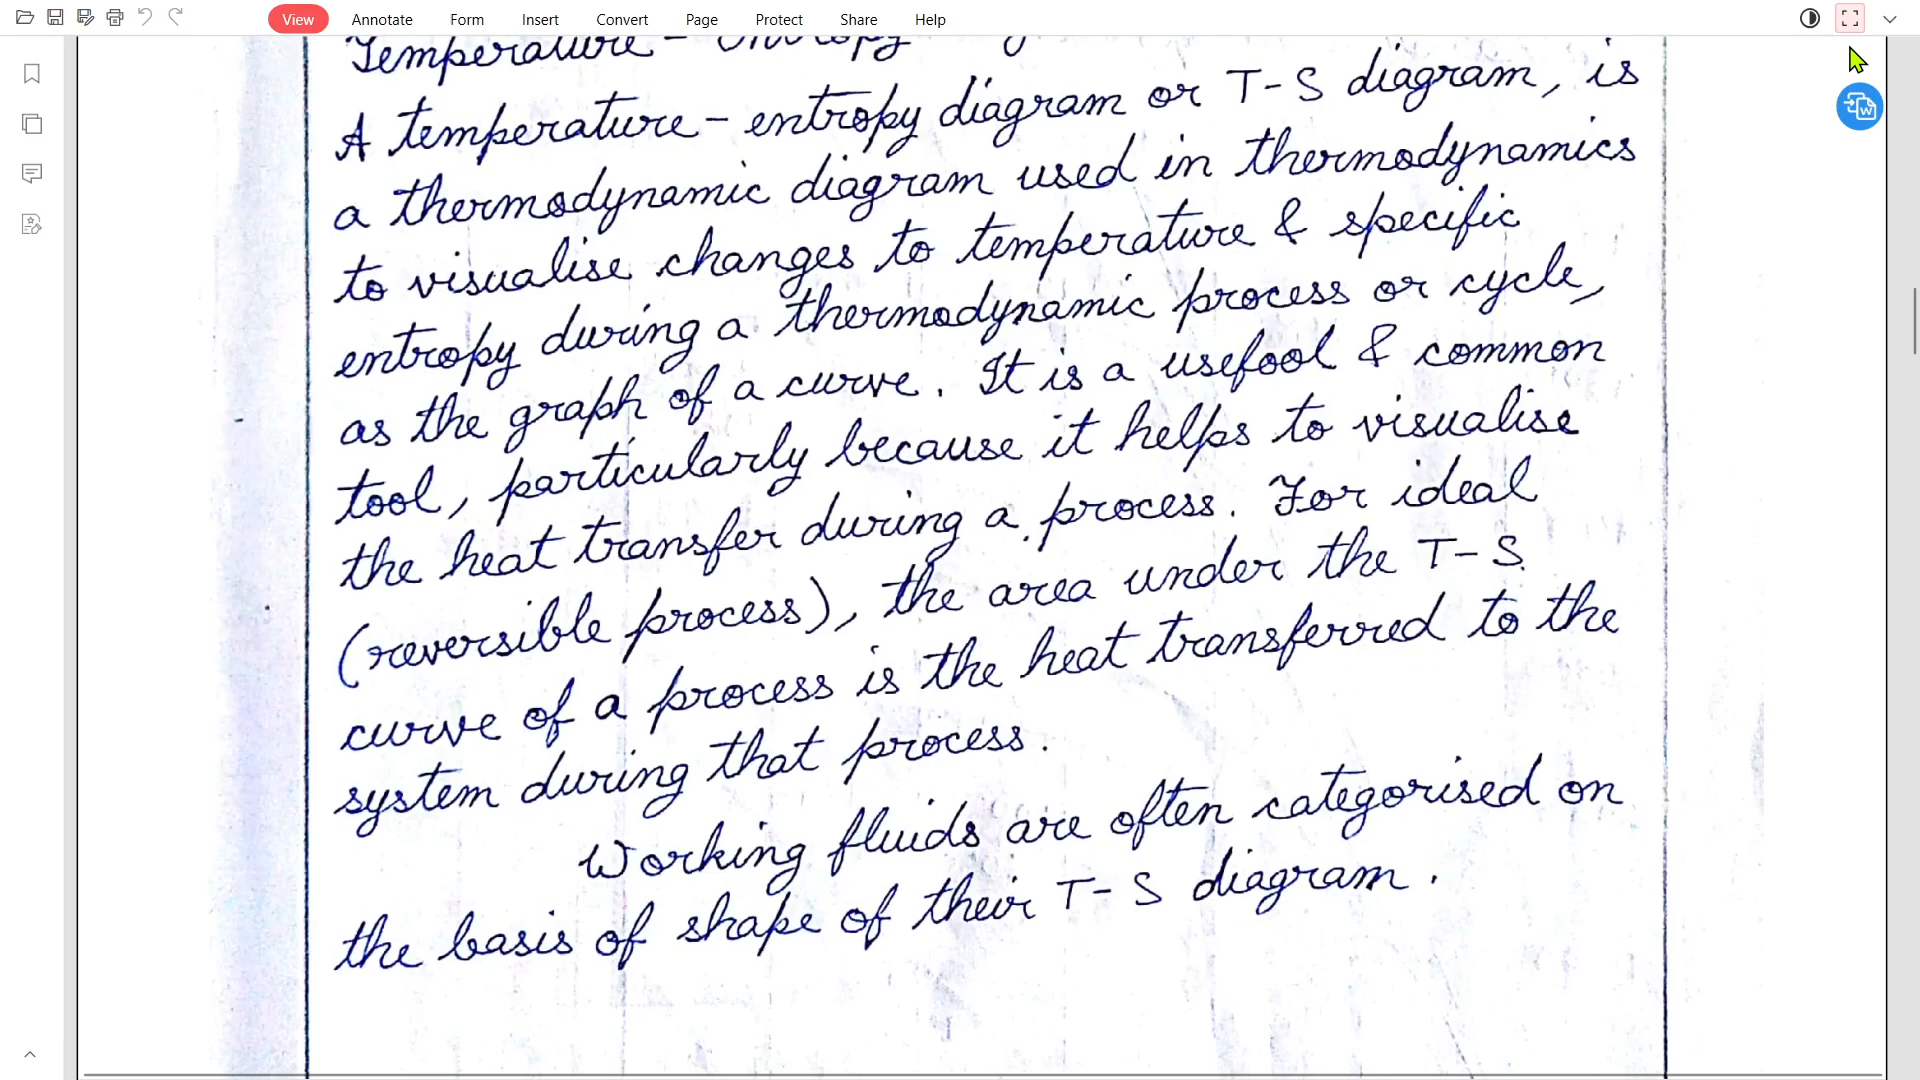 View Annotate Form Insert Convert Page Protect Share Help
Temperature - entropy
A temperature - entropy diagram or T-S diagram, is
a thermodynamic diagram used in thermodynamics
to visualise changes to temperature & specific
entropy during a thermodynamic process or cycle,
as the graph of a curve. It is a usefool & common
tool, particularly because it helps to visualise
the heat transfer during a process. For ideal
(reversible process), the area under the T-S
curve of a process is the heat transferred to the
system during that process.
Working fluids are often categorised on
the basis of shape of their T-S diagram.